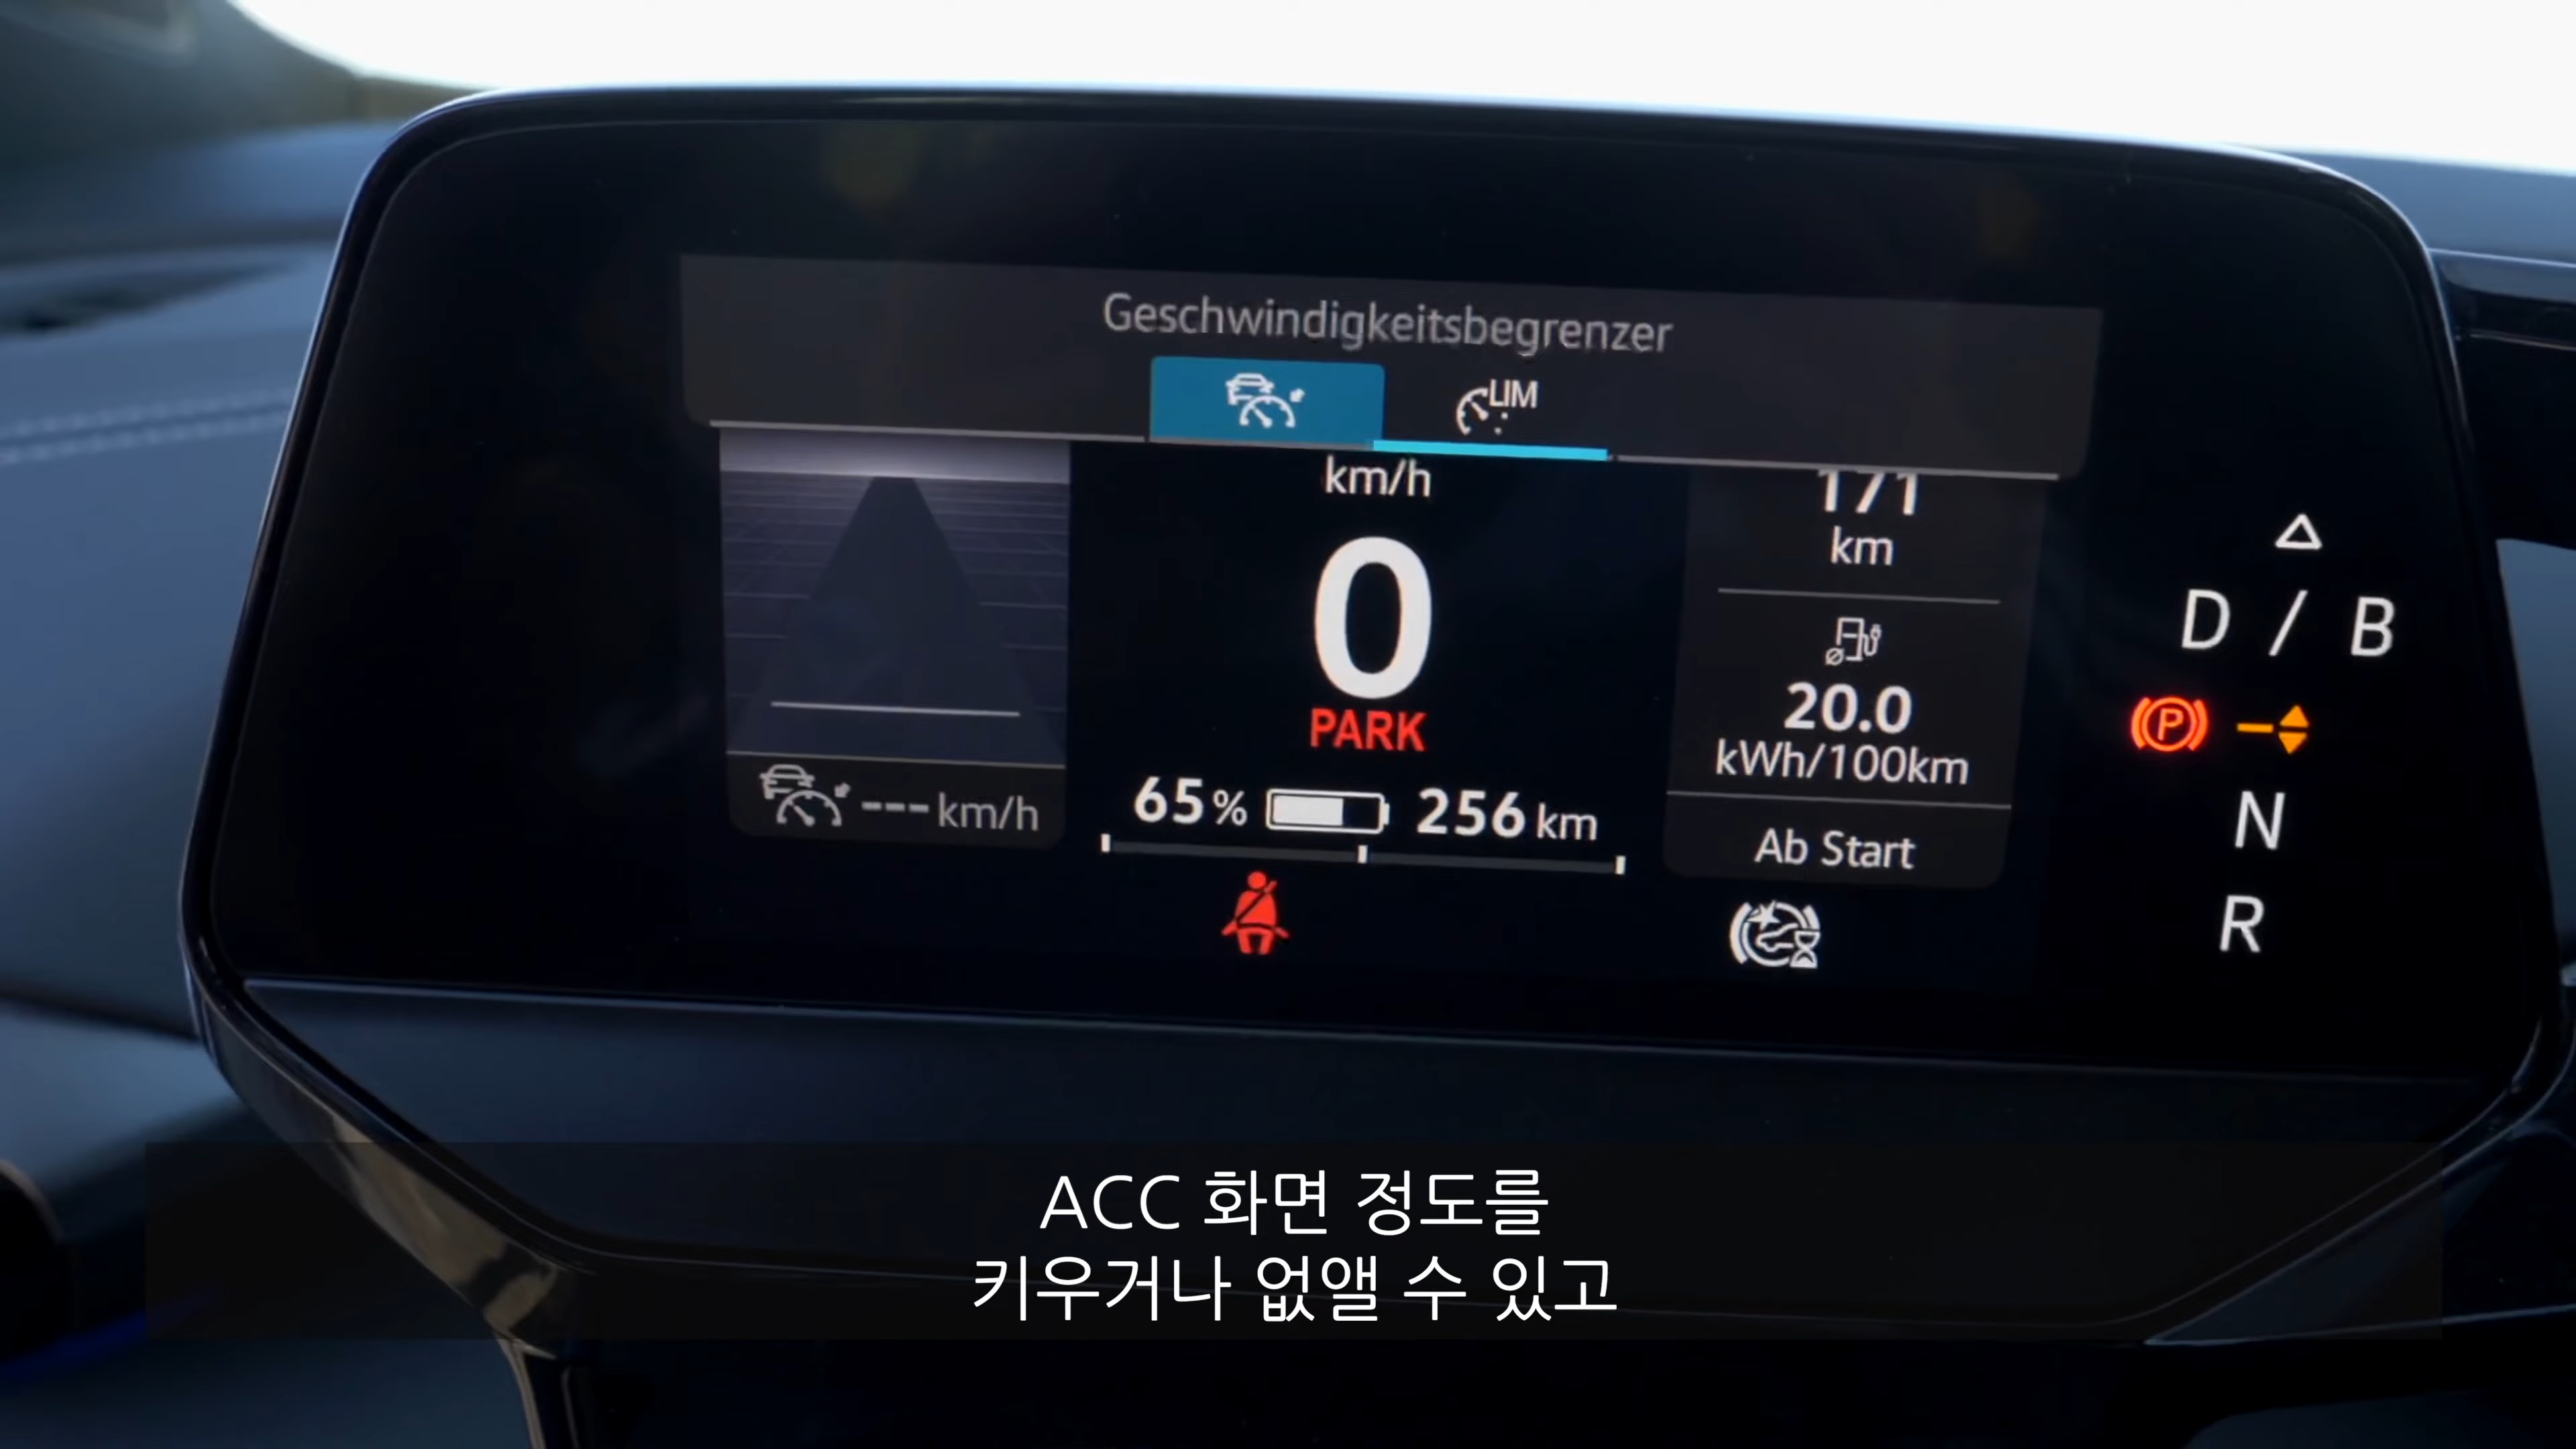 Geschwindigkeitsbegrenzer
LIM
km/h
171
km
0
PARK
20.0
kWh/100km
--- km/h
65 % 256 km
Ab Start
D / B
P
N
R
ACC 화면 정도를
키우거나 없앨 수 있고